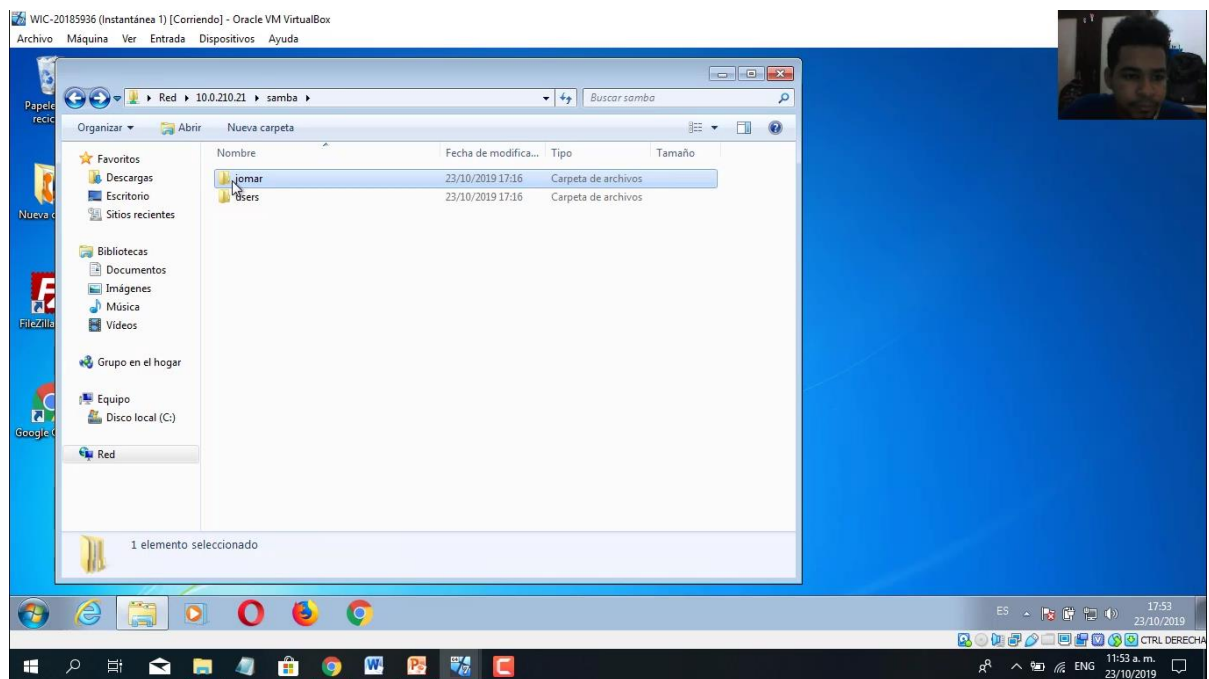 WIC-20185936 (Instantánea 1) [Corriendo] - Oracle VM VirtualBox
Archivo Máquina Ver Entrada Dispositivos Ayuda
Red 10.0.210.21 samba Buscar samba
Organizar Abrir Nueva carpeta
Nombre Fecha de modifica... Tipo Tamaño
jomar 23/10/2019 17:16 Carpeta de archivos
users 23/10/2019 17:16 Carpeta de archivos
Favoritos
Descargas
Escritorio
Sitios recientes
Bibliotecas
Documentos
Imágenes
Música
Vídeos
Grupo en el hogar
Equipo
Disco local (C:)
Red
1 elemento seleccionado
Papele
recic
Nueva c
FileZilla
Google
ES 17:53
23/10/2019
CTRL DERECHA
ENG 11:53 a. m.
23/10/2019